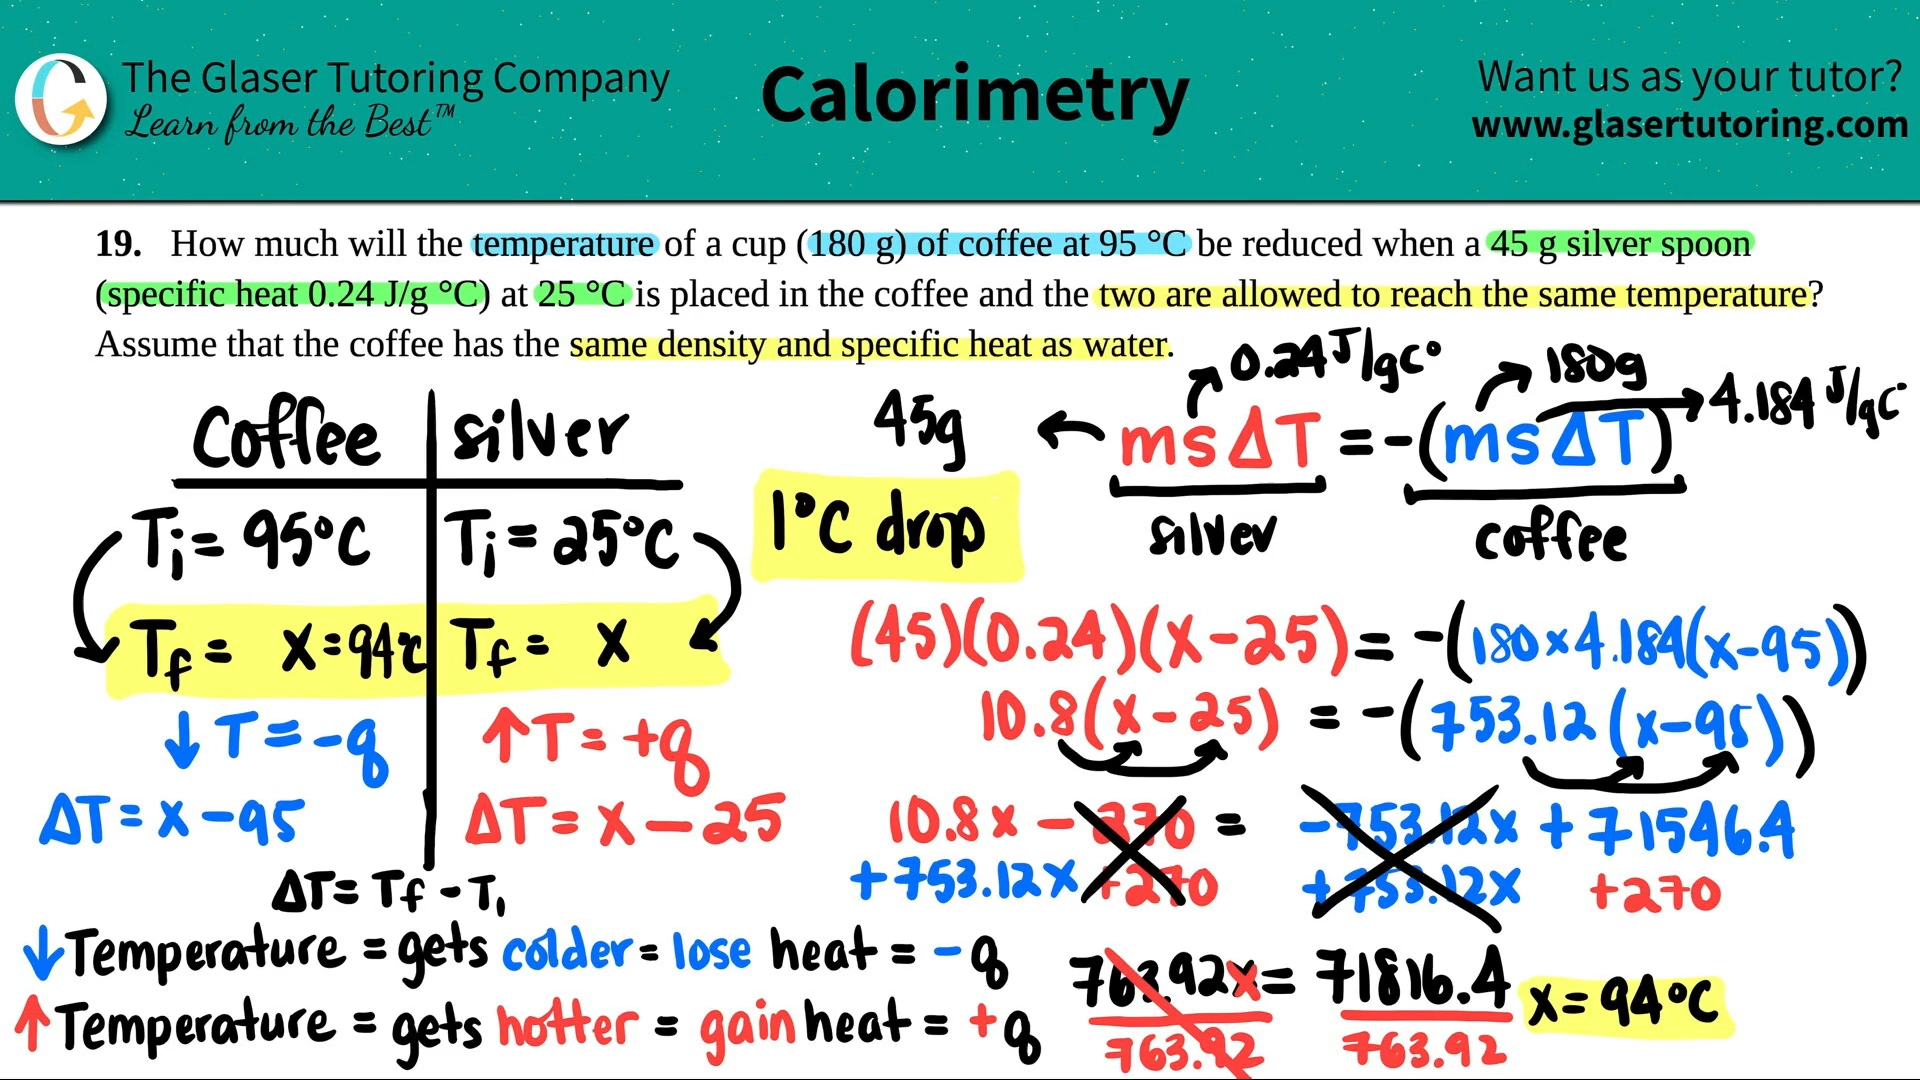 The Glaser Tutoring Company
Learn from the Best™
Calorimetry
Want us as your tutor?
www.glasertutoring.com
19. How much will the temperature of a cup (180 g) of coffee at 95 °C be reduced when a 45 g silver spoon
(specific heat 0.24 J/g °C) at 25 °C is placed in the coffee and the two are allowed to reach the same temperature?
Assume that the coffee has the same density and specific heat as water.
0.24 J/gC°
180g
4.184 J/gC°
Coffee
silver
45g
msΔT = -(msΔT)
silver
coffee
Ti = 95°C
Ti = 25°C
1°C drop
Tf = x = 94°C
Tf = x
(45)(0.24)(x-25) = -(180×4.184(x-95))
↓T = -q
↑T = +q
10.8(x-25) = -(753.12(x-95))
ΔT = x - 95
ΔT = x - 25
10.8x - 270 = -753.12x + 71546.4
+753.12x +270 +753.12x +270
ΔT = Tf - Ti
↓Temperature = gets colder = lose heat = -q
↑Temperature = gets hotter = gain heat = +q
763.92x = 71816.4
763.92 763.92
x = 94°C